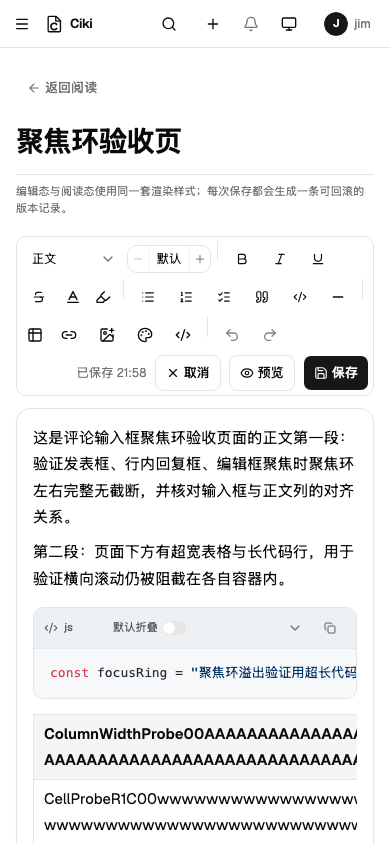 Ciki
J jim
返回阅读
聚焦环验收页
编辑态与阅读态使用同一套渲染样式；每次保存都会生成一条可回滚的
版本记录。
正文 默认
已保存 21:58 取消 预览 保存
这是评论输入框聚焦环验收页面的正文第一段：
验证发表框、行内回复框、编辑框聚焦时聚焦环
左右完整无截断，并核对输入框与正文列的对齐
关系。
第二段：页面下方有超宽表格与长代码行，用于
验证横向滚动仍被阻截在各自容器内。
js 默认折叠
const focusRing = "聚焦环溢出验证用超长代码
ColumnWidthProbe00AAAAAAAAAAAAAA
AAAAAAAAAAAAAAAAAAAAAAAAAAAA
CellProbeR1C00wwwwwwwwwwwwwwww
wwwwwwwwwwwwwwwwwwwwwwwww